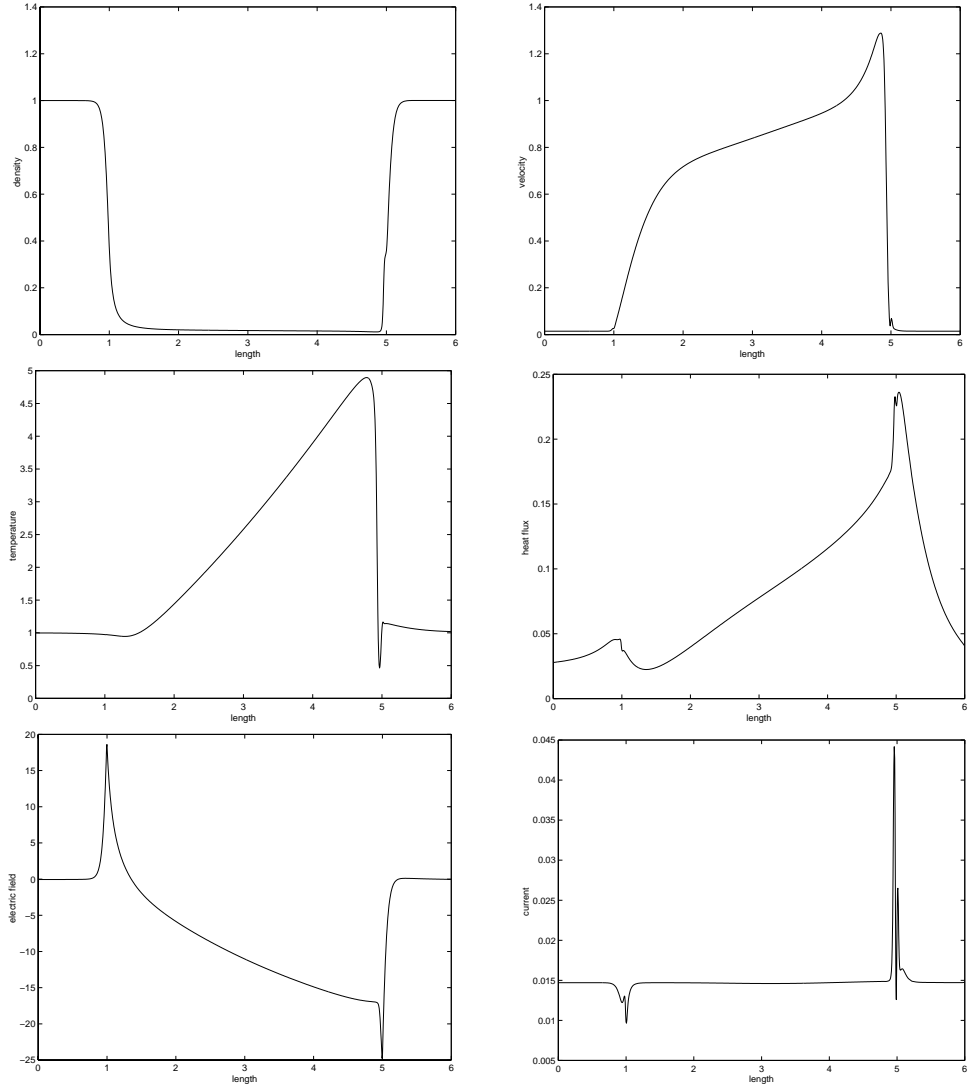 1.4
1.2
1
0.8
0.6
0.4
0.2
0
density
0 1 2 3 4 5 6
length
1.4
1.2
1
0.8
0.6
0.4
0.2
0
velocity
0 1 2 3 4 5 6
length
5
4.5
4
3.5
3
2.5
2
1.5
1
0.5
0
temperature
0 1 2 3 4 5 6
length
0.25
0.2
0.15
0.1
0.05
0
heat flux
0 1 2 3 4 5 6
length
20
15
10
5
0
−5
−10
−15
−20
−25
electric field
0 1 2 3 4 5 6
length
0.045
0.04
0.035
0.03
0.025
0.02
0.015
0.01
0.005
current
0 1 2 3 4 5 6
length